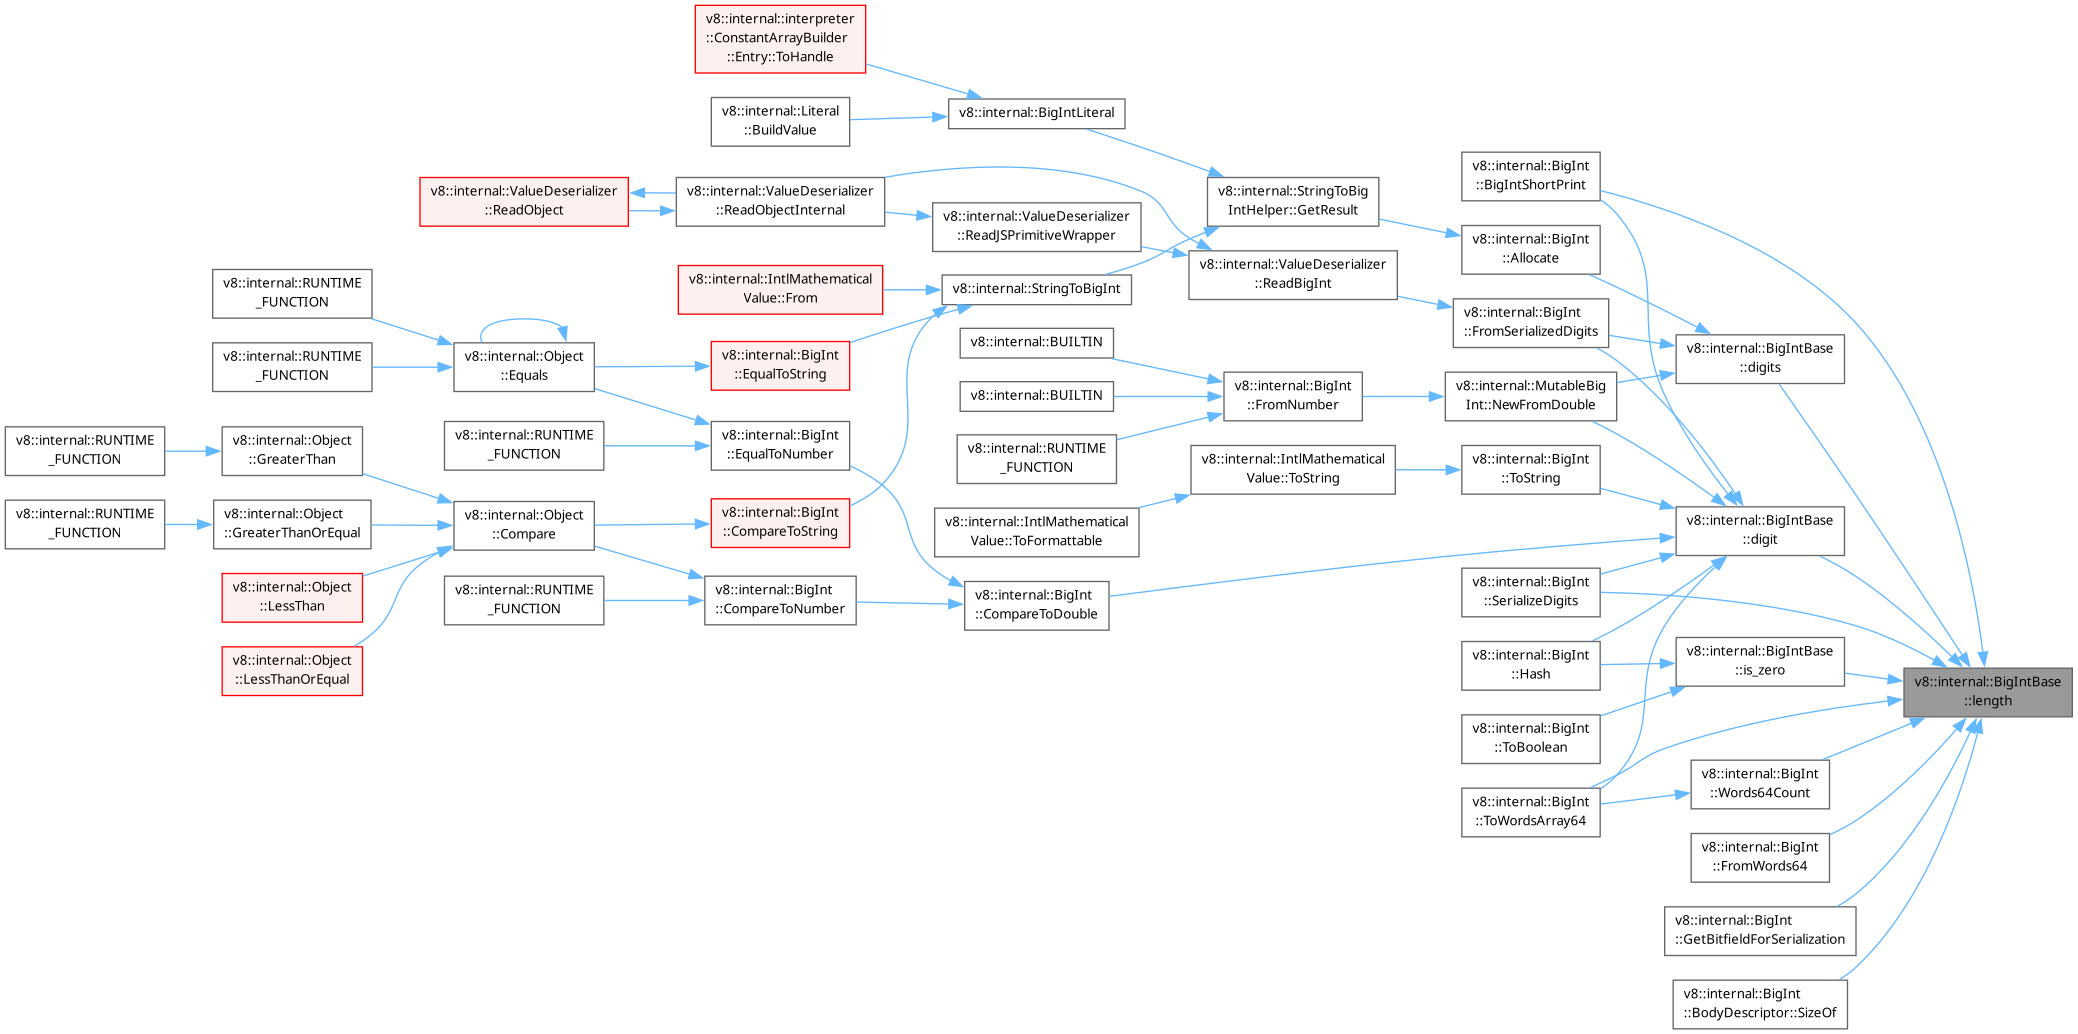 v8::internal::interpreter
::ConstantArrayBuilder
::Entry::ToHandle
v8::internal::Literal
::BuildValue
v8::internal::BigIntLiteral
v8::internal::ValueDeserializer
::ReadObject
v8::internal::ValueDeserializer
::ReadObjectInternal
v8::internal::ValueDeserializer
::ReadJSPrimitiveWrapper
v8::internal::StringToBig
IntHelper::GetResult
v8::internal::BigInt
::BigIntShortPrint
v8::internal::BigInt
::Allocate
v8::internal::ValueDeserializer
::ReadBigInt
v8::internal::IntlMathematical
Value::From
v8::internal::StringToBigInt
v8::internal::RUNTIME
_FUNCTION
v8::internal::BigInt
::FromSerializedDigits
v8::internal::BigIntBase
::digits
v8::internal::RUNTIME
_FUNCTION
v8::internal::Object
::Equals
v8::internal::BigInt
::EqualToString
v8::internal::BUILTIN
v8::internal::BUILTIN
v8::internal::BigInt
::FromNumber
v8::internal::MutableBig
Int::NewFromDouble
v8::internal::RUNTIME
_FUNCTION
v8::internal::Object
::GreaterThan
v8::internal::RUNTIME
_FUNCTION
v8::internal::BigInt
::EqualToNumber
v8::internal::RUNTIME
_FUNCTION
v8::internal::IntlMathematical
Value::ToString
v8::internal::BigInt
::ToString
v8::internal::RUNTIME
_FUNCTION
v8::internal::Object
::GreaterThanOrEqual
v8::internal::Object
::Compare
v8::internal::BigInt
::CompareToString
v8::internal::IntlMathematical
Value::ToFormattable
v8::internal::BigIntBase
::digit
v8::internal::Object
::LessThan
v8::internal::RUNTIME
_FUNCTION
v8::internal::BigInt
::CompareToNumber
v8::internal::BigInt
::CompareToDouble
v8::internal::BigInt
::SerializeDigits
v8::internal::Object
::LessThanOrEqual
v8::internal::BigInt
::Hash
v8::internal::BigIntBase
::is_zero
v8::internal::BigIntBase
::length
v8::internal::BigInt
::ToBoolean
v8::internal::BigInt
::ToWordsArray64
v8::internal::BigInt
::Words64Count
v8::internal::BigInt
::FromWords64
v8::internal::BigInt
::GetBitfieldForSerialization
v8::internal::BigInt
::BodyDescriptor::SizeOf